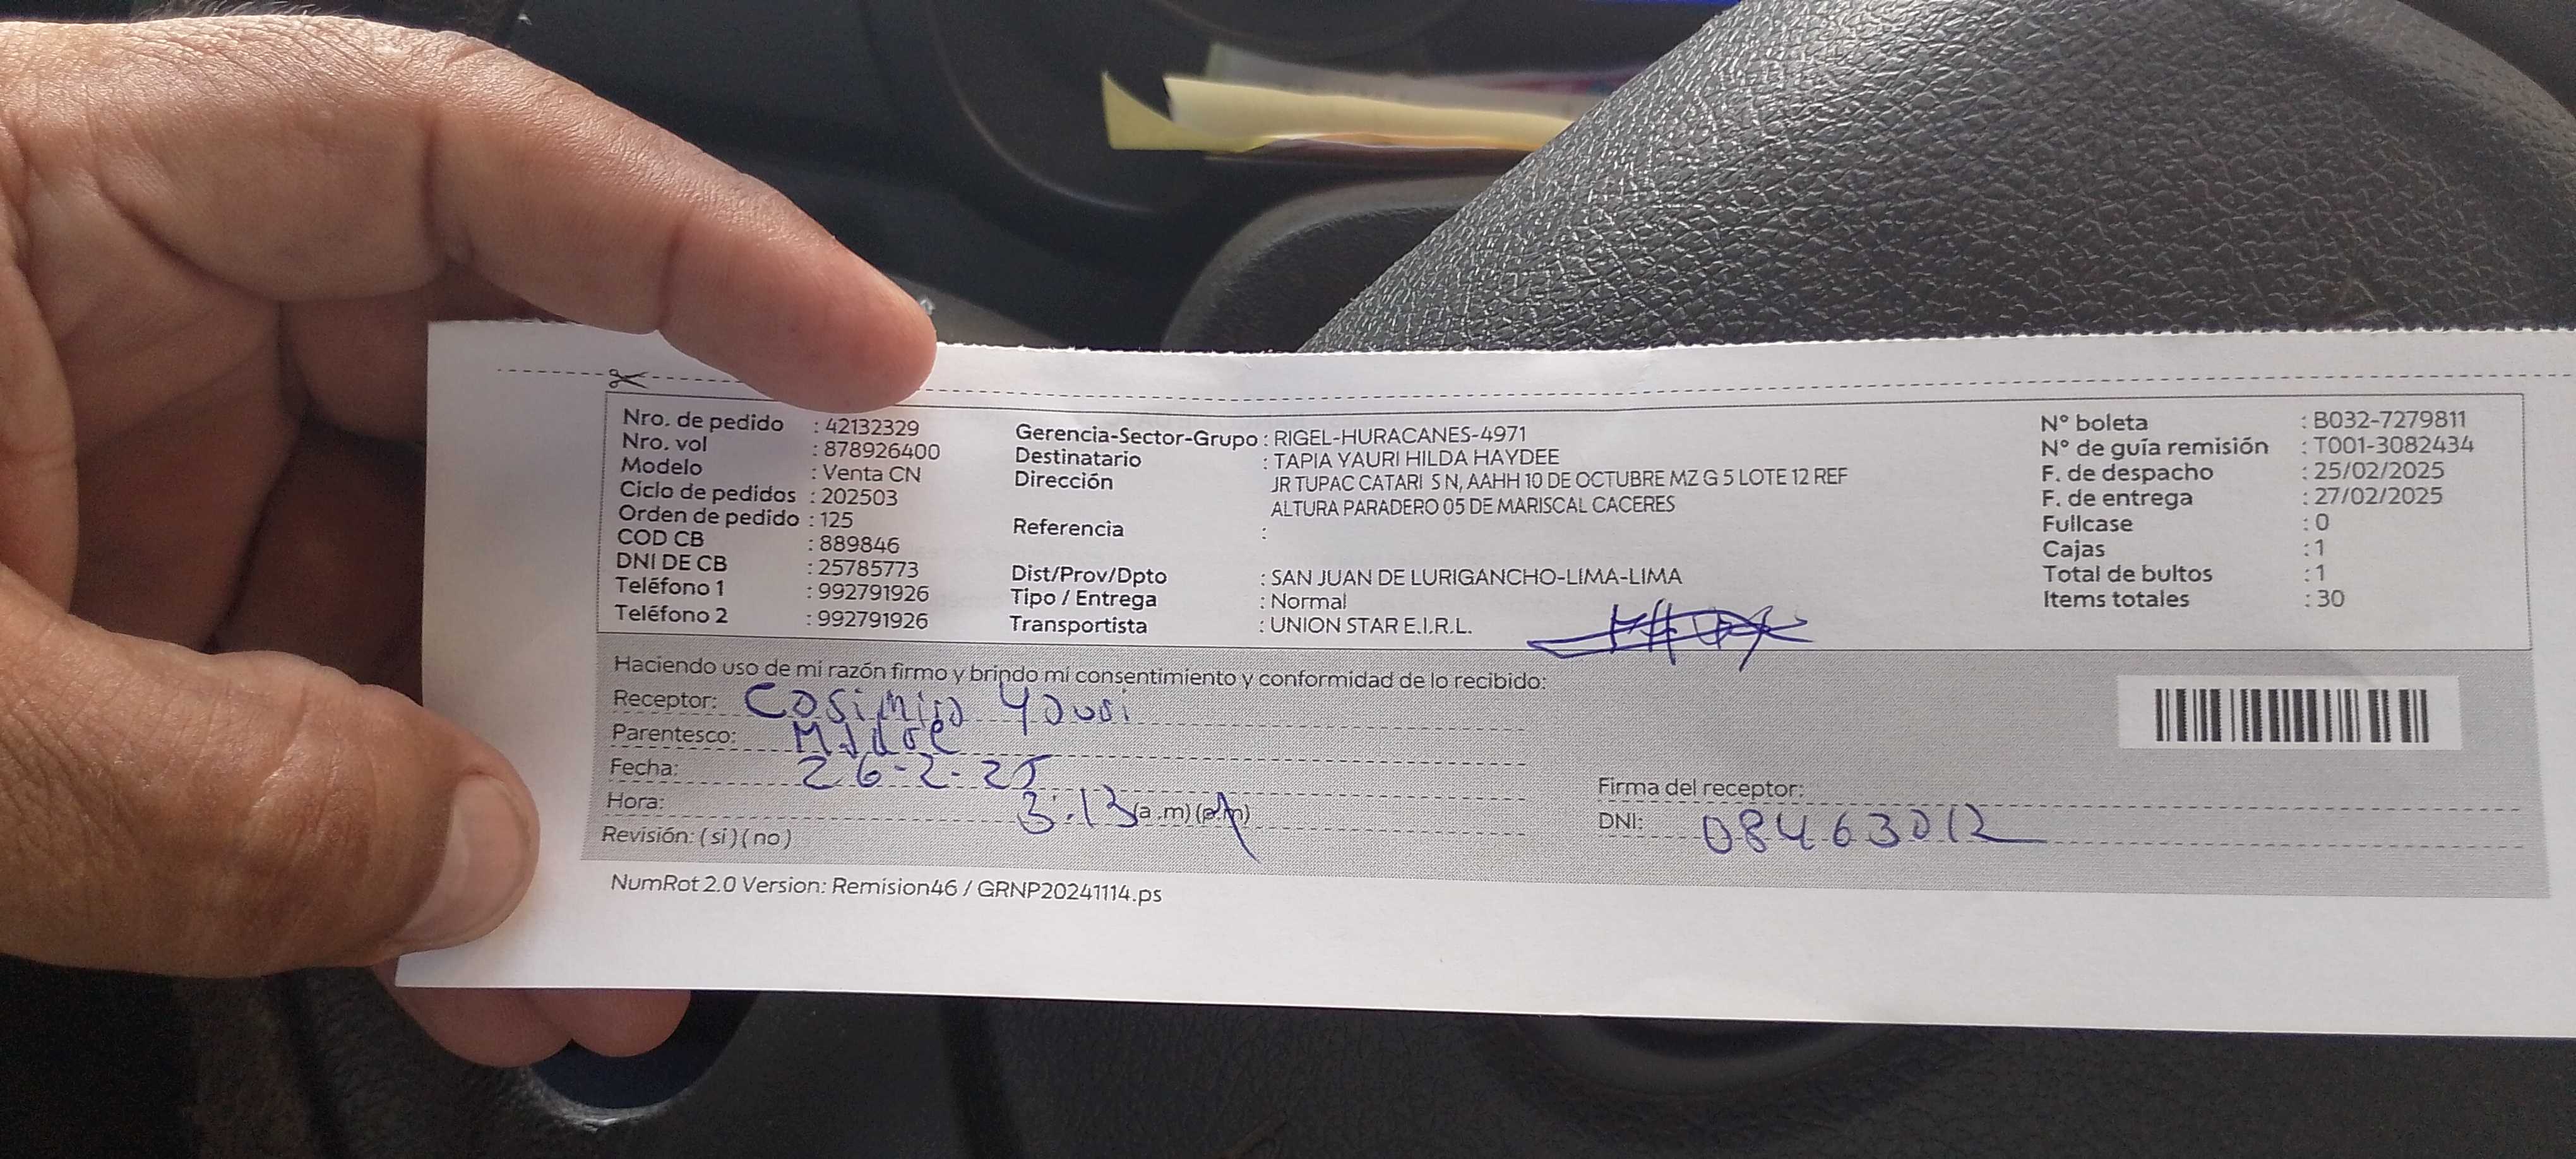 Nro. de pedido : 42132329
Nro. vol : 878926400
Modelo : Venta CN
Ciclo de pedidos : 202503
Orden de pedido : 125
COD CB : 889846
DNI DE CB : 25785773
Teléfono 1 : 992791926
Teléfono 2 : 992791926
Gerencia-Sector-Grupo : RIGEL-HURACANES-4971
Destinatario : TAPIA YAURI HILDA HAYDEE
Dirección JR TUPAC CATARI S N, AAHH 10 DE OCTUBRE MZ G 5 LOTE 12 REF
ALTURA PARADERO 05 DE MARISCAL CACERES
Referencia :
Dist/Prov/Dpto : SAN JUAN DE LURIGANCHO-LIMA-LIMA
Tipo / Entrega : Normal
Transportista : UNION STAR E.I.R.L.
N° boleta : B032-7279811
N° de guía remisión : T001-3082434
F. de despacho : 25/02/2025
F. de entrega : 27/02/2025
Fullcase : 0
Cajas : 1
Total de bultos : 1
Items totales : 30
Haciendo uso de mi razón firmo y brindo mi consentimiento y conformidad de lo recibido:
Receptor:
Parentesco: Madre
Fecha: 26-2-25
Hora: 3:13 (a.m) (p.m)
Revisión: ( si ) ( no )
Firma del receptor:
DNI: 08463012
NumRot 2.0 Version: Remision46 / GRNP20241114.ps